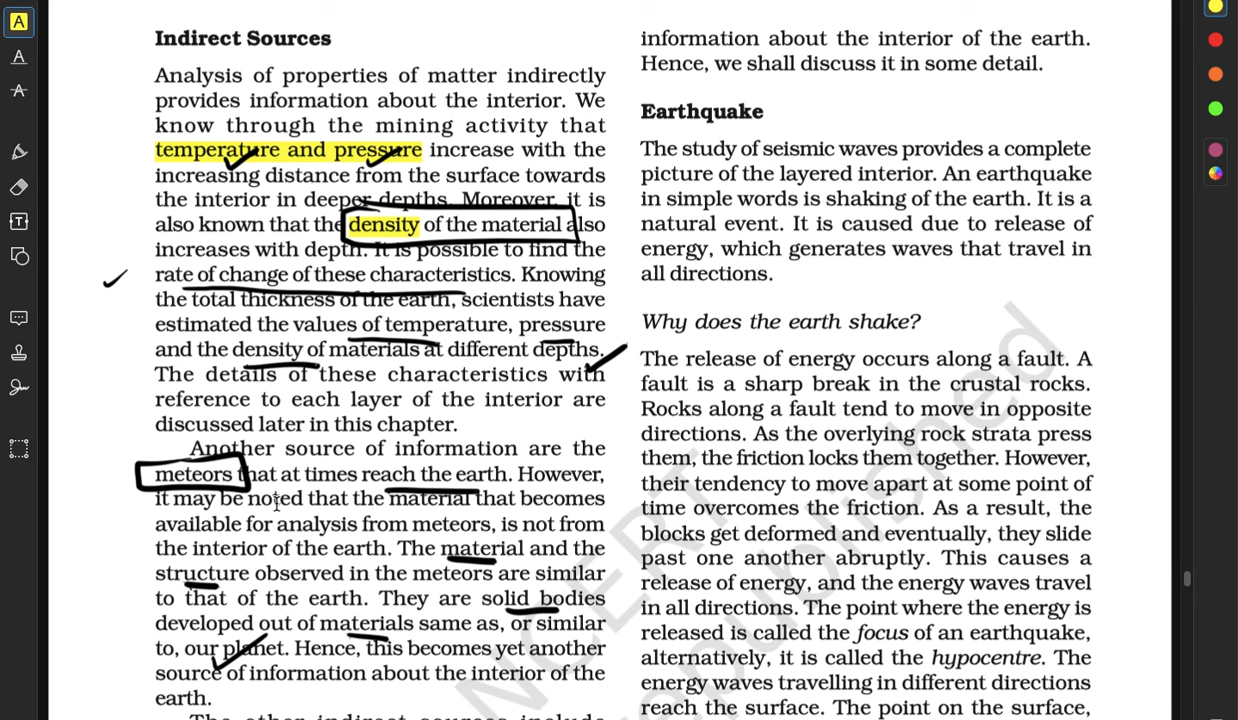 Indirect Sources
Analysis of properties of matter indirectly
provides information about the interior. We
know through the mining activity that
temperature and pressure increase with the
increasing distance from the surface towards
the interior in deeper depths. Moreover, it is
also known that the density of the material also
increases with depth. It is possible to find the
rate of change of these characteristics. Knowing
the total thickness of the earth, scientists have
estimated the values of temperature, pressure
and the density of materials at different depths.
The details of these characteristics with
reference to each layer of the interior are
discussed later in this chapter.
Another source of information are the
meteors that at times reach the earth. However,
it may be noted that the material that becomes
available for analysis from meteors, is not from
the interior of the earth. The material and the
structure observed in the meteors are similar
to that of the earth. They are solid bodies
developed out of materials same as, or similar
to, our planet. Hence, this becomes yet another
source of information about the interior of the
earth.
The other indirect sources include
information about the interior of the earth.
Hence, we shall discuss it in some detail.
Earthquake
The study of seismic waves provides a complete
picture of the layered interior. An earthquake
in simple words is shaking of the earth. It is a
natural event. It is caused due to release of
energy, which generates waves that travel in
all directions.
Why does the earth shake?
The release of energy occurs along a fault. A
fault is a sharp break in the crustal rocks.
Rocks along a fault tend to move in opposite
directions. As the overlying rock strata press
them, the friction locks them together. However,
their tendency to move apart at some point of
time overcomes the friction. As a result, the
blocks get deformed and eventually, they slide
past one another abruptly. This causes a
release of energy, and the energy waves travel
in all directions. The point where the energy is
released is called the focus of an earthquake,
alternatively, it is called the hypocentre. The
energy waves travelling in different directions
reach the surface. The point on the surface,
NCERT
republished
A
A
A
T